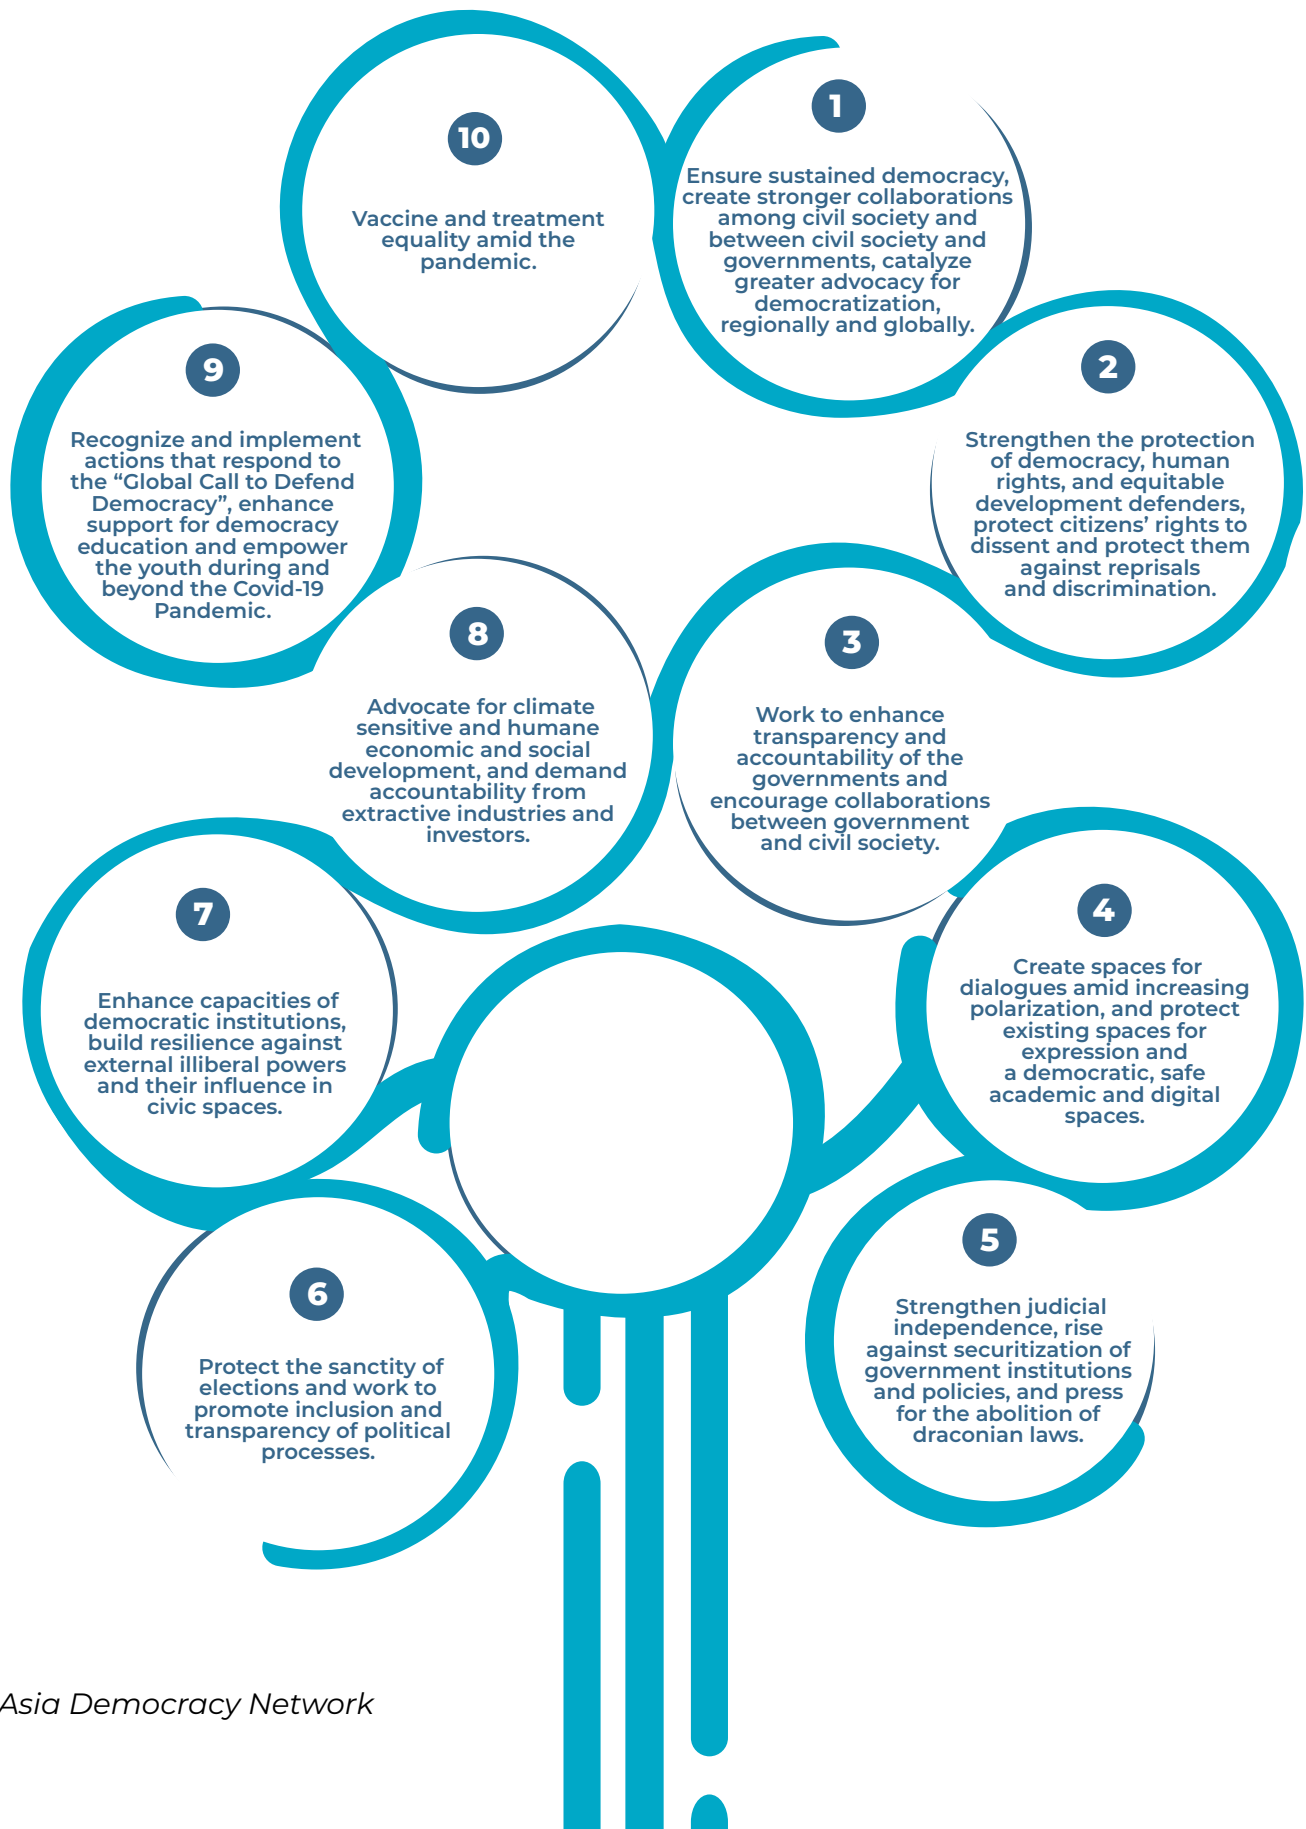 1
Ensure sustained democracy,
create stronger collaborations
among civil society and
between civil society and
governments, catalyze
greater advocacy for
democratization,
regionally and globally.
2
Strengthen the protection
of democracy, human
rights, and equitable
development defenders,
protect citizens’ rights to
dissent and protect them
against reprisals
and discrimination.
3
Work to enhance
transparency and
accountability of the
governments and
encourage collaborations
between government
and civil society.
4
Create spaces for
dialogues amid increasing
polarization, and protect
existing spaces for
expression and
a democratic, safe
academic and digital
spaces.
5
Strengthen judicial
independence, rise
against securitization of
government institutions
and policies, and press
for the abolition of
draconian laws.
6
Protect the sanctity of
elections and work to
promote inclusion and
transparency of political
processes.
7
Enhance capacities of
democratic institutions,
build resilience against
external illiberal powers
and their influence in
civic spaces.
8
Advocate for climate
sensitive and humane
economic and social
development, and demand
accountability from
extractive industries and
investors.
9
Recognize and implement
actions that respond to
the “Global Call to Defend
Democracy”, enhance
support for democracy
education and empower
the youth during and
beyond the Covid-19
Pandemic.
10
Vaccine and treatment
equality amid the
pandemic.
Asia Democracy Network